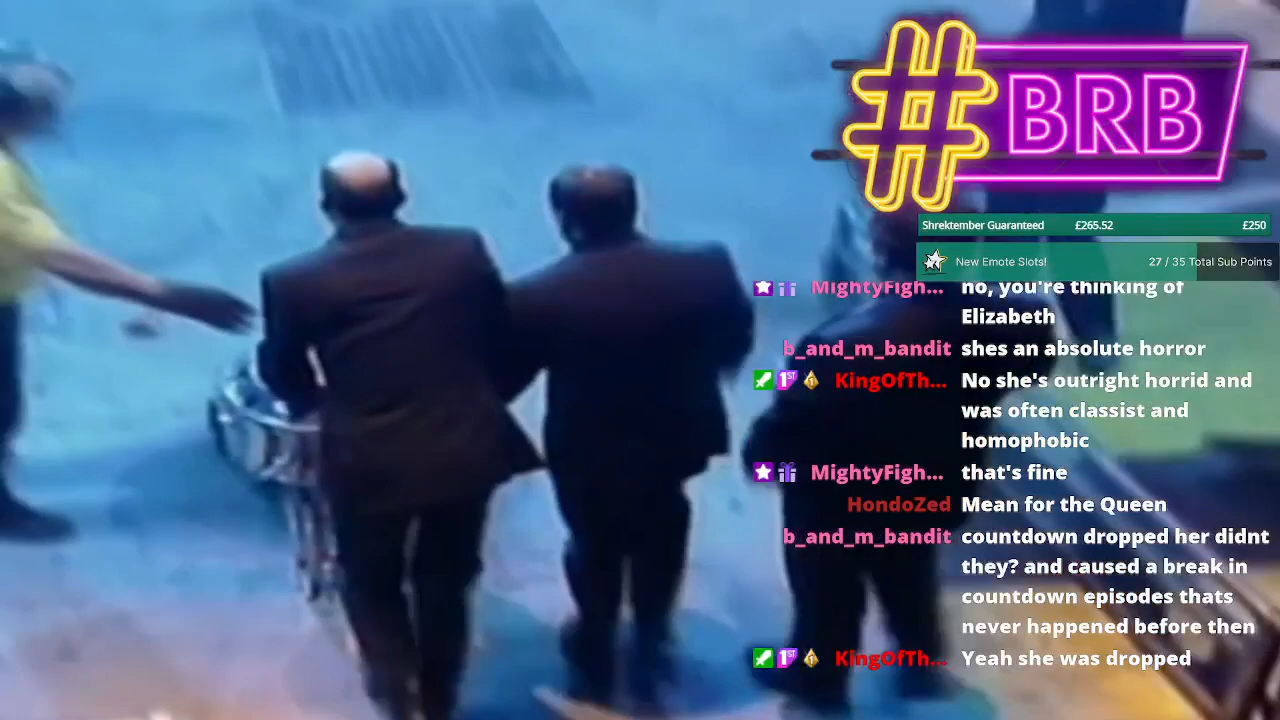 #BRB
Shrektember Guaranteed £265.52 £250
New Emote Slots! 27 / 35 Total Sub Points
MightyFigh... no, you're thinking of
Elizabeth
b_and_m_bandit shes an absolute horror
KingOfTh... No she's outright horrid and
was often classist and
homophobic
MightyFigh... that's fine
HondoZed Mean for the Queen
b_and_m_bandit countdown dropped her didnt
they? and caused a break in
countdown episodes thats
never happened before then
KingOfTh... Yeah she was dropped